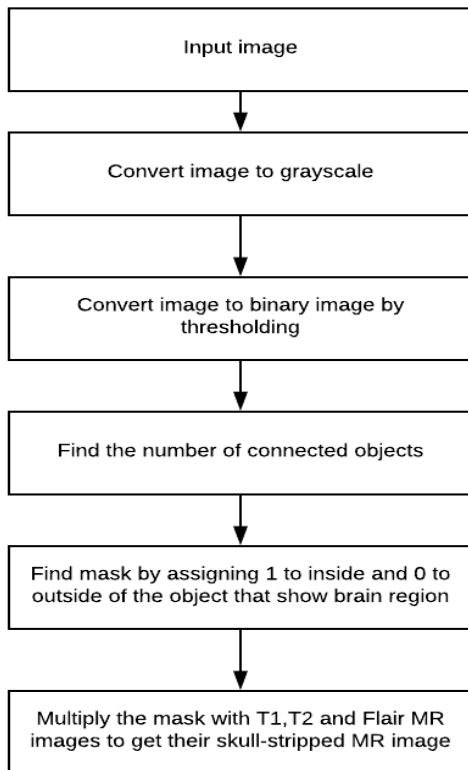 Input image
Convert image to grayscale
Convert image to binary image by
thresholding
Find the number of connected objects
Find mask by assigning 1 to inside and 0 to
outside of the object that show brain region
Multiply the mask with T1,T2 and Flair MR
images to get their skull-stripped MR image